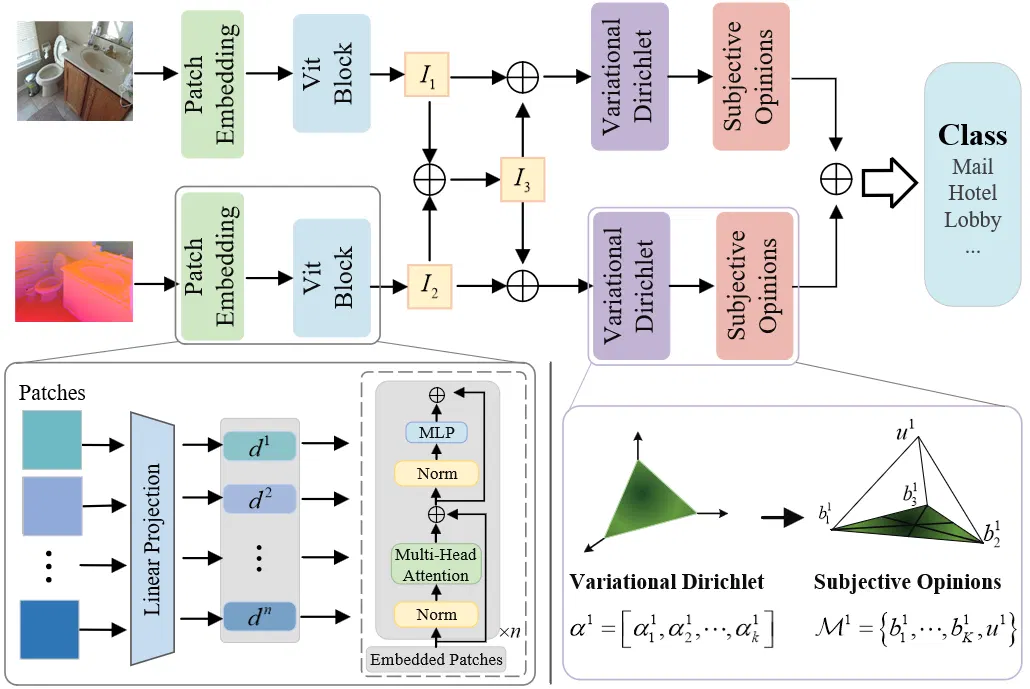 Patch
Embedding
Vit
Block
I₁
Variational
Dirichlet
Subjective
Opinions
I₃
Class
Mail
Hotel
Lobby
...
Patch
Embedding
Vit
Block
I₂
Variational
Dirichlet
Subjective
Opinions
Patches
Linear Projection
d¹
d²
dⁿ
MLP
Norm
Multi-Head
Attention
Norm
×n
Embedded Patches
u¹
b₁¹
b₃¹
b₂¹
Variational Dirichlet
Subjective Opinions
α¹ = [α₁¹, α₂¹, ⋯, αₖ¹]
ℳ¹ = {b₁¹, ⋯, b_K¹, u¹}